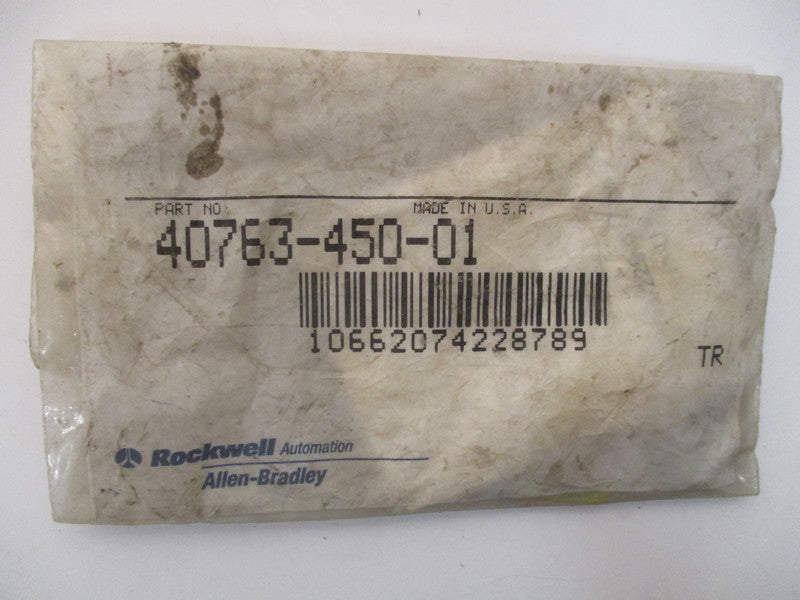 PART NO MADE IN U.S.A.
40763-450-01
10662074228789
TR
Rockwell Automation
Allen-Bradley